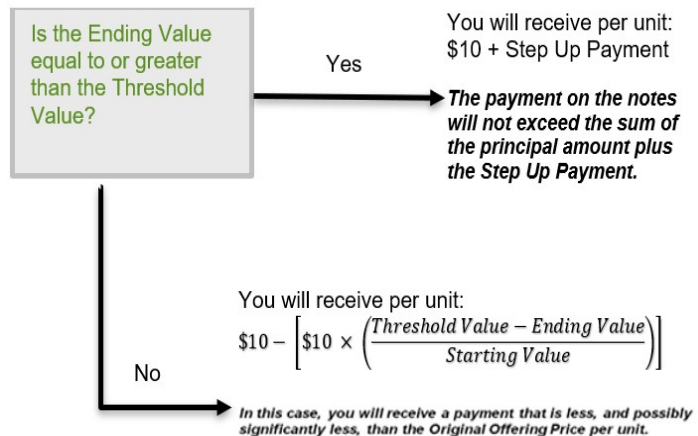 Is the Ending Value
equal to or greater
than the Threshold
Value?
Yes
You will receive per unit:
$10 + Step Up Payment
The payment on the notes
will not exceed the sum of
the principal amount plus
the Step Up Payment.
No
You will receive per unit:
$10 − [$10 × (Threshold Value − Ending Value / Starting Value)]
In this case, you will receive a payment that is less, and possibly
significantly less, than the Original Offering Price per unit.